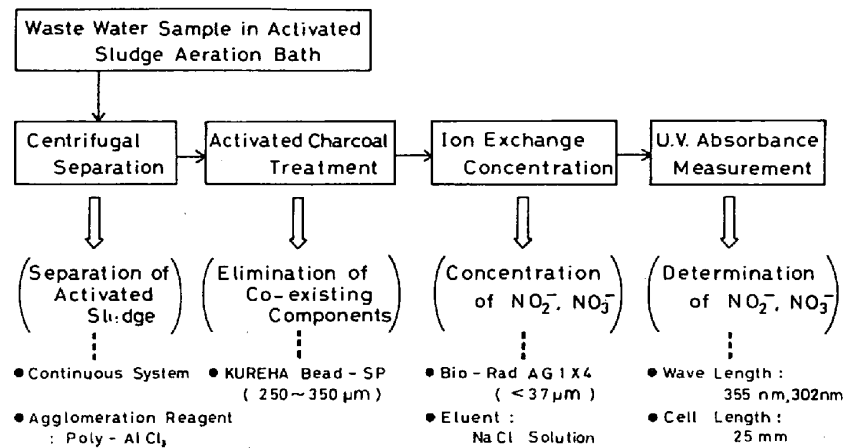 Waste Water Sample in Activated
Sludge Aeration Bath
Centrifugal
Separation
Activated Charcoal
Treatment
Ion Exchange
Concentration
U.V. Absorbance
Measurement
(Separation of
Activated
Sludge)
(Elimination of
Co-existing
Components)
(Concentration
of NO₂⁻, NO₃⁻)
(Determination
of NO₂⁻, NO₃⁻)
● Continuous System
● Agglomeration Reagent
: Poly - AlCl₃
● KUREHA Bead - SP
( 250~350 μm )
● Bio - Rad AG 1 X 4
( < 37 μm )
● Eluent :
NaCl Solution
● Wave Length :
355 nm, 302nm
● Cell Length :
25 mm